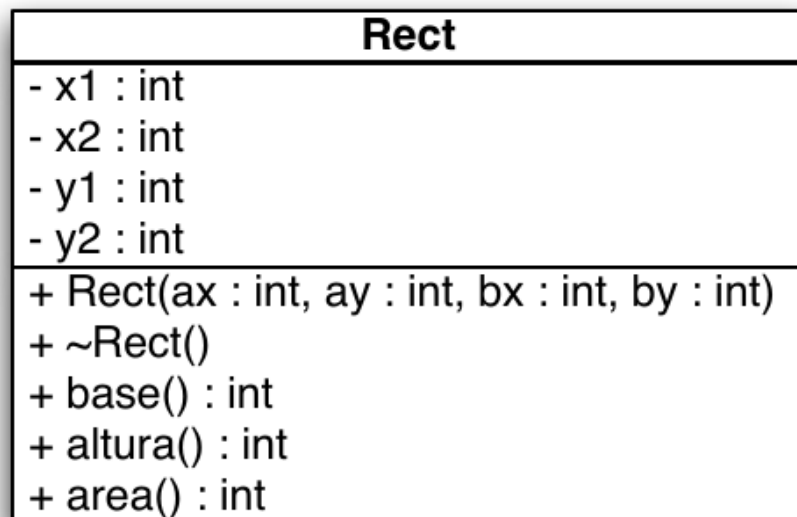 Rect
- x1 : int
- x2 : int
- y1 : int
- y2 : int
+ Rect(ax : int, ay : int, bx : int, by : int)
+ ~Rect()
+ base() : int
+ altura() : int
+ area() : int